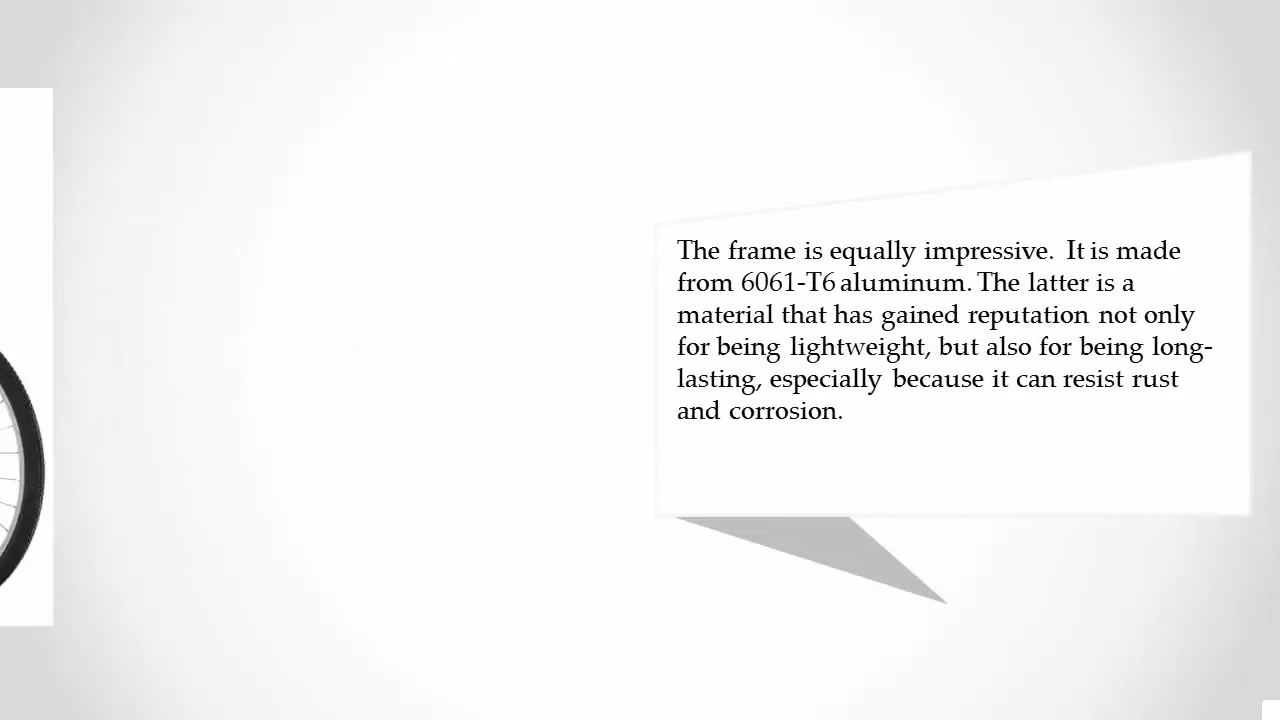 The frame is equally impressive. It is made
from 6061-T6 aluminum. The latter is a
material that has gained reputation not only
for being lightweight, but also for being long-
lasting, especially because it can resist rust
and corrosion.